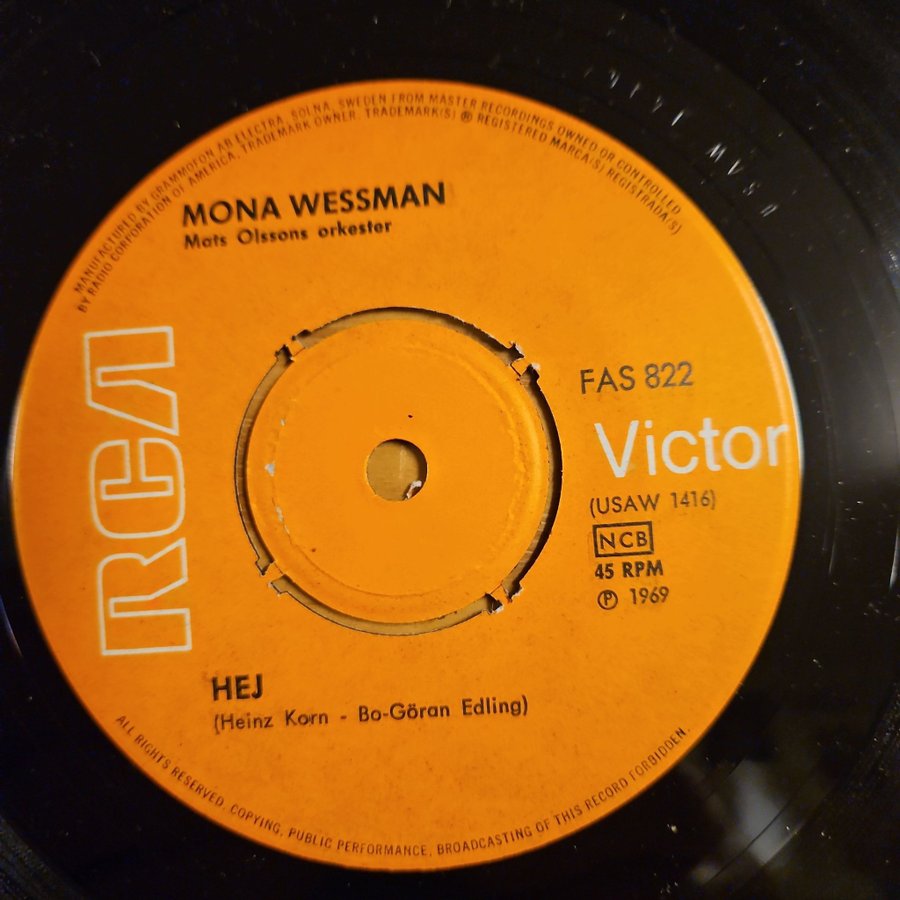 MANUFACTURED BY GRAMMOFON AB ELECTRA, SOLNA, SWEDEN FROM MASTER RECORDINGS OWNED OR CONTROLLED
BY RADIO CORPORATION OF AMERICA. TRADEMARK OWNER. TRADEMARK(S) ® REGISTERED MARCA(S) REGISTRADA(S)
USAW 1416
MONA WESSMAN
Mats Olssons orkester
RCA
FAS 822
Victor
(USAW 1416)
NCB
45 RPM
℗ 1969
HEJ
(Heinz Korn - Bo-Göran Edling)
ALL RIGHTS RESERVED. COPYING, PUBLIC PERFORMANCE, BROADCASTING OF THIS RECORD FORBIDDEN.